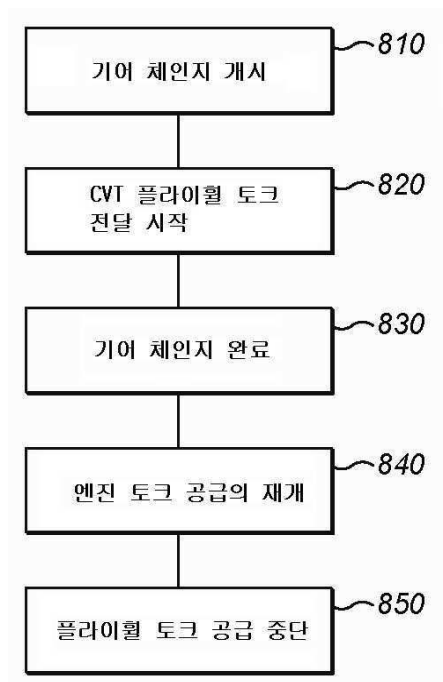 기어 체인지 개시
810
CVT 플라이휠 토크
전달 시작
820
기어 체인지 완료
830
엔진 토크 공급의 재개
840
플라이휠 토크 공급 중단
850